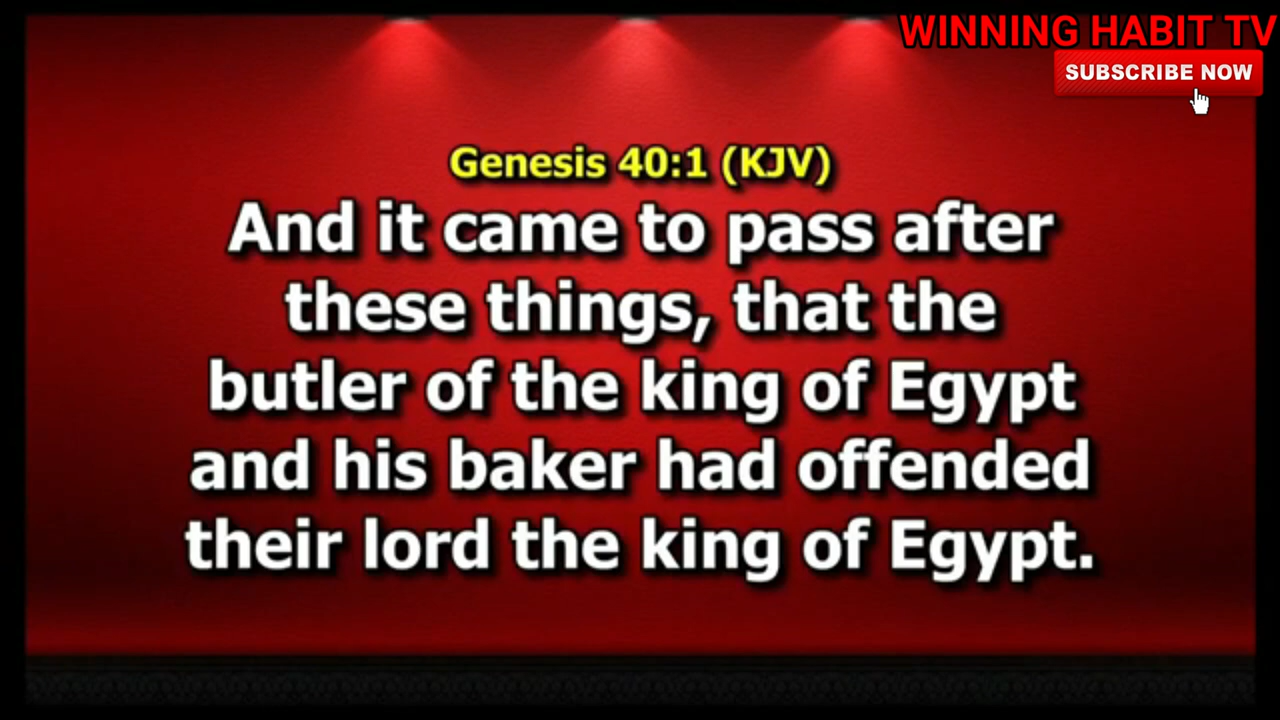 WINNING HABIT TV
SUBSCRIBE NOW
Genesis 40:1 (KJV)
And it came to pass after
these things, that the
butler of the king of Egypt
and his baker had offended
their lord the king of Egypt.